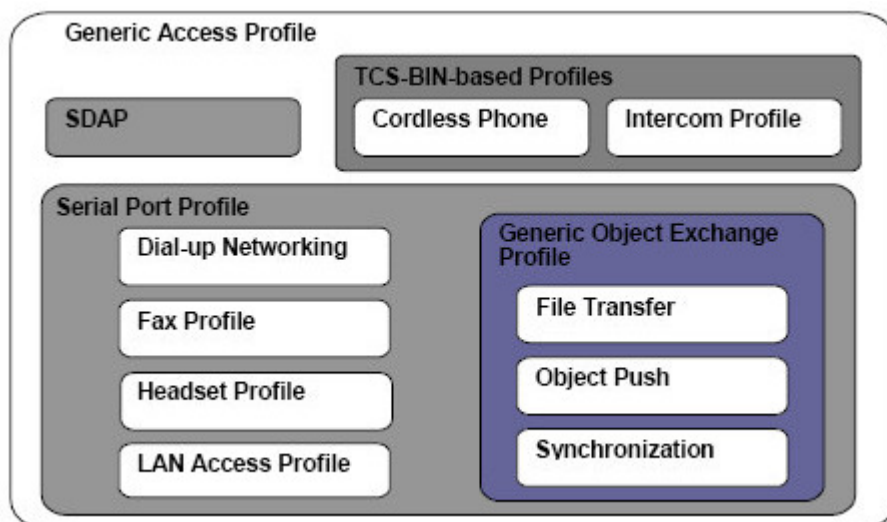 Generic Access Profile
TCS-BIN-based Profiles
SDAP
Cordless Phone
Intercom Profile
Serial Port Profile
Dial-up Networking
Fax Profile
Headset Profile
LAN Access Profile
Generic Object Exchange
Profile
File Transfer
Object Push
Synchronization